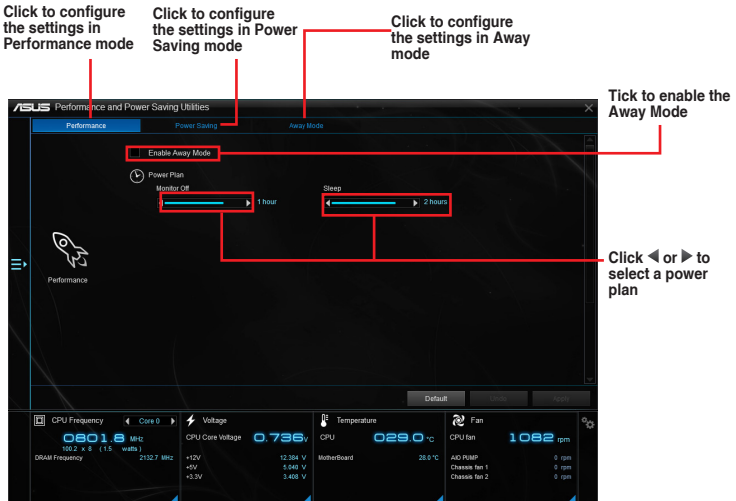 Click to configure
the settings in
Performance mode
Click to configure
the settings in Power
Saving mode
Click to configure
the settings in Away
mode
Tick to enable the
Away Mode
ASUS Performance and Power Saving Utilities
Performance
Power Saving
Away Mode
Enable Away Mode
Power Plan
Monitor Off
1 hour
Sleep
2 hours
Click ◀ or ▶ to
select a power
plan
Performance
Default
Undo
Apply
CPU Frequency
Core 0
0801.8 MHz
100.2 x 8 (1.5 watts)
DRAM Frequency 2132.7 MHz
Voltage
CPU Core Voltage 0.736v
+12V 12.384 V
+5V 5.040 V
+3.3V 3.408 V
Temperature
CPU 029.0 °C
MotherBoard 28.0 °C
Fan
CPU fan 1082 rpm
AIO PUMP 0 rpm
Chassis fan 1 0 rpm
Chassis fan 2 0 rpm